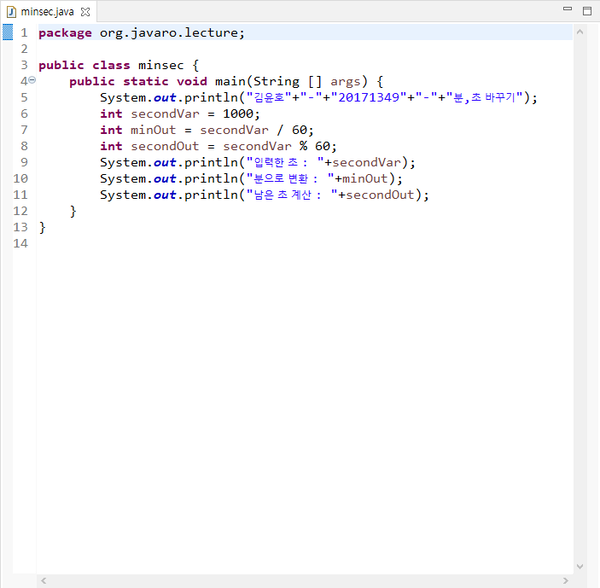 minsec.java
1 package org.javaro.lecture;
2
3 public class minsec {
4 public static void main(String [] args) {
5 System.out.println("김윤호"+"-"+"20171349"+"-"+"분,초 바꾸기");
6 int secondVar = 1000;
7 int minOut = secondVar / 60;
8 int secondOut = secondVar % 60;
9 System.out.println("입력한 초 : "+secondVar);
10 System.out.println("분으로 변환 : "+minOut);
11 System.out.println("남은 초 계산 : "+secondOut);
12 }
13 }
14